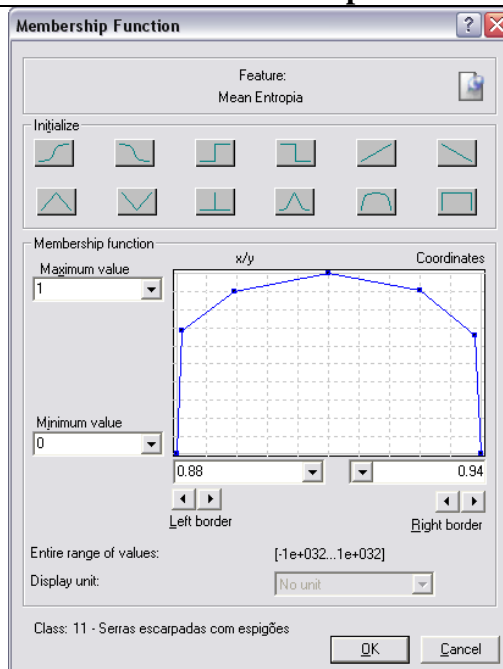 Membership Function
Feature:
Mean Entropia
Initialize
Membership function
x/y
Coordinates
Maximum value
1
Minimum value
0
0.88
0.94
Left border
Right border
Entire range of values:
[-1e+032...1e+032]
Display unit:
No unit
Class: 11 - Serras escarpadas com espigões
OK
Cancel